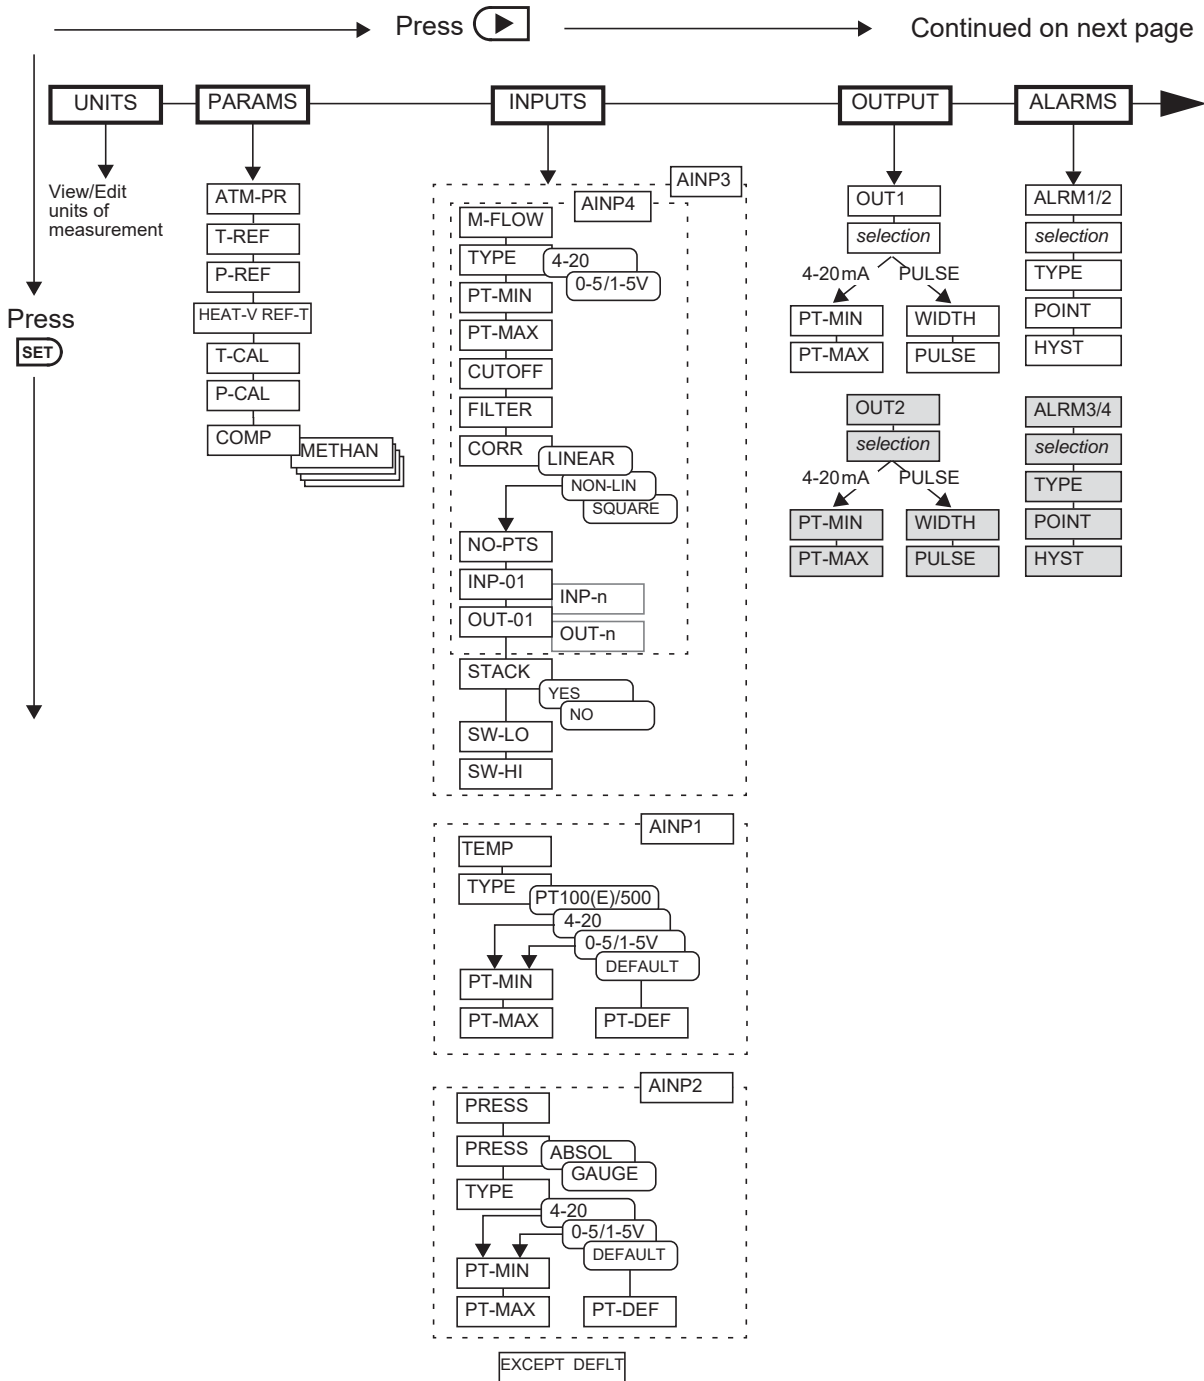 Press
Continued on next page
UNITS
PARAMS
INPUTS
OUTPUT
ALARMS
View/Edit
units of
measurement
Press
SET
ATM-PR
T-REF
P-REF
HEAT-V REF-T
T-CAL
P-CAL
COMP
METHAN
AINP3
AINP4
M-FLOW
TYPE
4-20
0-5/1-5V
PT-MIN
PT-MAX
CUTOFF
FILTER
CORR
LINEAR
NON-LIN
SQUARE
NO-PTS
INP-01
INP-n
OUT-01
OUT-n
STACK
YES
NO
SW-LO
SW-HI
AINP1
TEMP
TYPE
PT100(E)/500
4-20
0-5/1-5V
DEFAULT
PT-MIN
PT-MAX
PT-DEF
AINP2
PRESS
PRESS
ABSOL
GAUGE
TYPE
4-20
0-5/1-5V
DEFAULT
PT-MIN
PT-MAX
PT-DEF
EXCEPT DEFLT
OUT1
selection
4-20mA
PULSE
PT-MIN
WIDTH
PT-MAX
PULSE
OUT2
selection
4-20mA
PULSE
PT-MIN
WIDTH
PT-MAX
PULSE
ALRM1/2
selection
TYPE
POINT
HYST
ALRM3/4
selection
TYPE
POINT
HYST